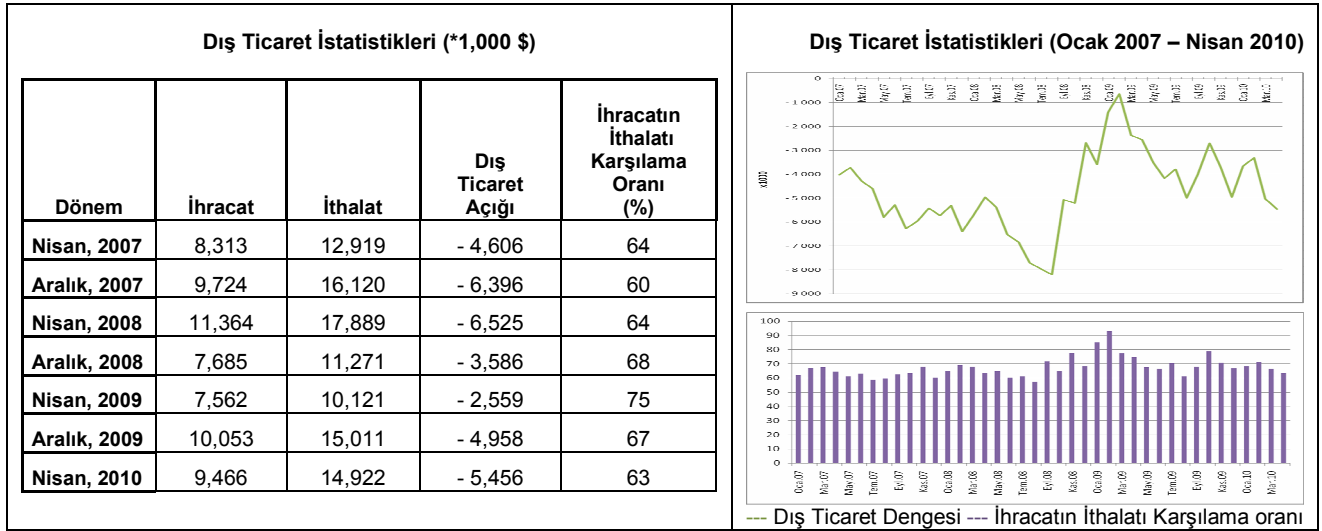 Dış Ticaret İstatistikleri (*1,000 $)
Dönem İhracat İthalat Dış Ticaret Açığı İhracatın İthalatı Karşılama Oranı (%)
Nisan, 2007 8,313 12,919 - 4,606 64
Aralık, 2007 9,724 16,120 - 6,396 60
Nisan, 2008 11,364 17,889 - 6,525 64
Aralık, 2008 7,685 11,271 - 3,586 68
Nisan, 2009 7,562 10,121 - 2,559 75
Aralık, 2009 10,053 15,011 - 4,958 67
Nisan, 2010 9,466 14,922 - 5,456 63
Dış Ticaret İstatistikleri (Ocak 2007 – Nisan 2010)
0
-1 000
-2 000
-3 000
-4 000
-5 000
-6 000
-7 000
-8 000
-9 000
x1000
100
90
80
70
60
50
40
30
20
10
0
Oca.07 Mar.07 May.07 Tem.07 Eyl.07 Kas.07 Oca.08 Mar.08 May.08 Tem.08 Eyl.08 Kas.08 Oca.09 Mar.09 May.09 Tem.09 Eyl.09 Kas.09 Oca.10 Mar.10
--- Dış Ticaret Dengesi --- İhracatın İthalatı Karşılama oranı